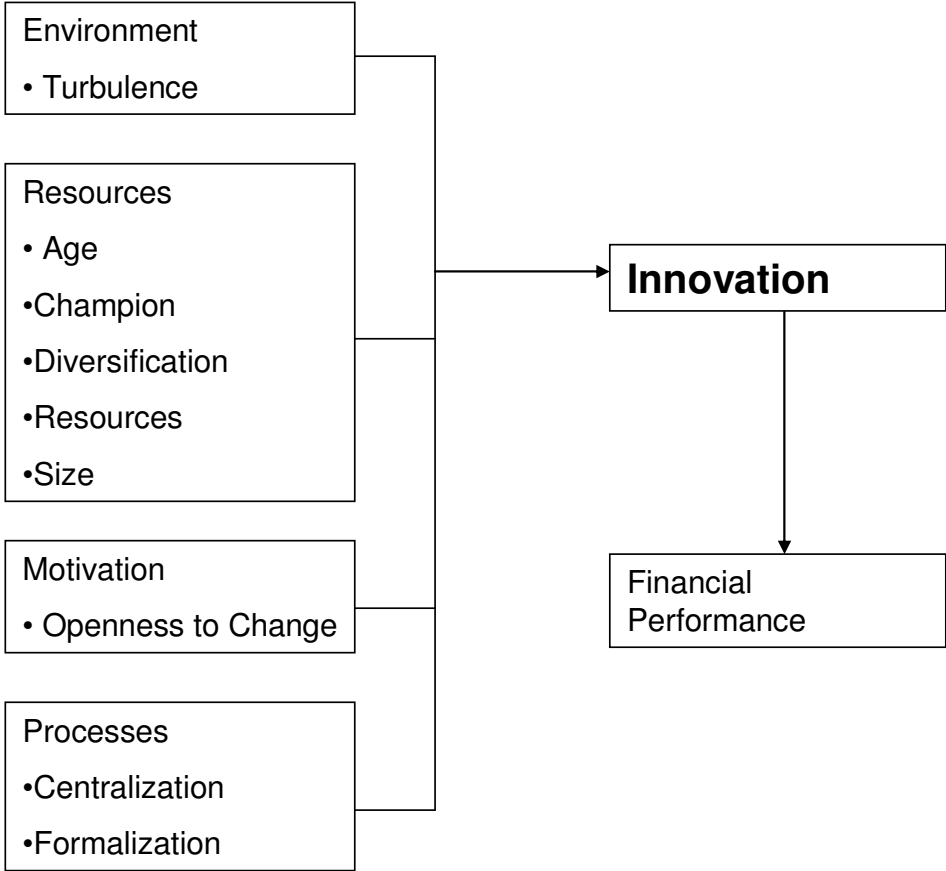 Environment
• Turbulence
Resources
• Age
•Champion
•Diversification
•Resources
•Size
Motivation
• Openness to Change
Processes
•Centralization
•Formalization
Innovation
Financial
Performance